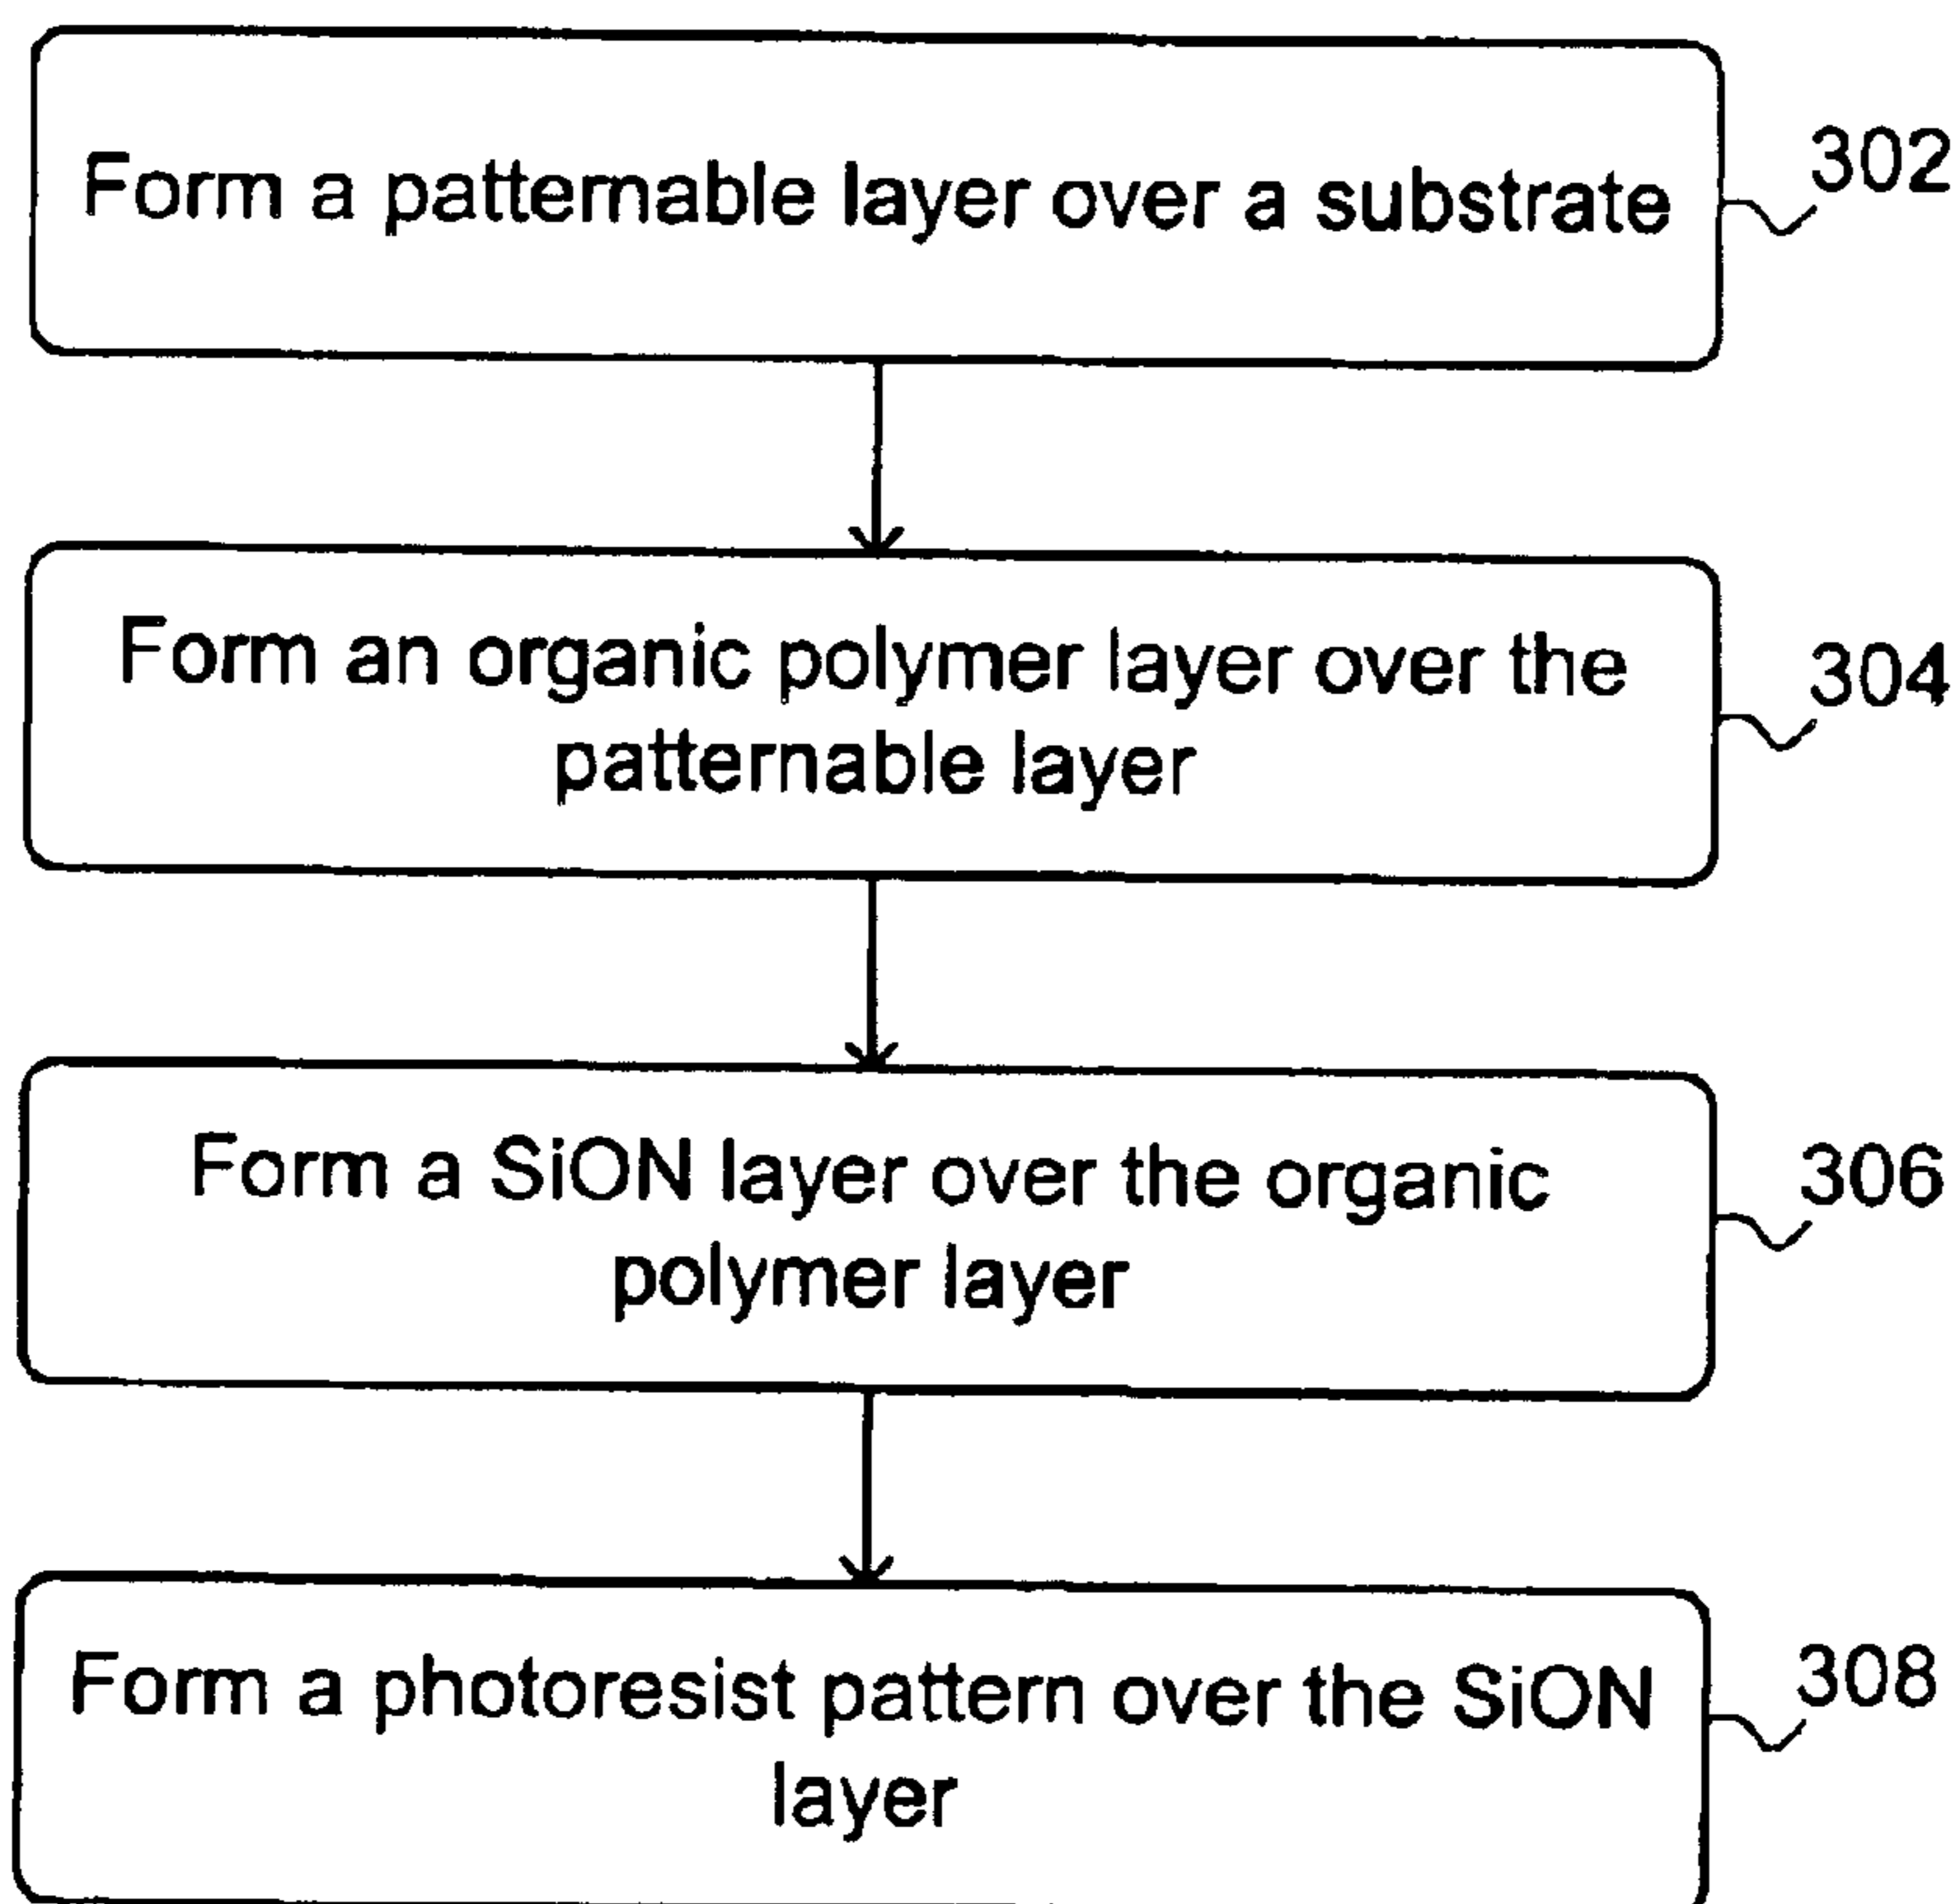 Form a patternable layer over a substrate
302
Form an organic polymer layer over the
patternable layer
304
Form a SiON layer over the organic
polymer layer
306
Form a photoresist pattern over the SiON
layer
308